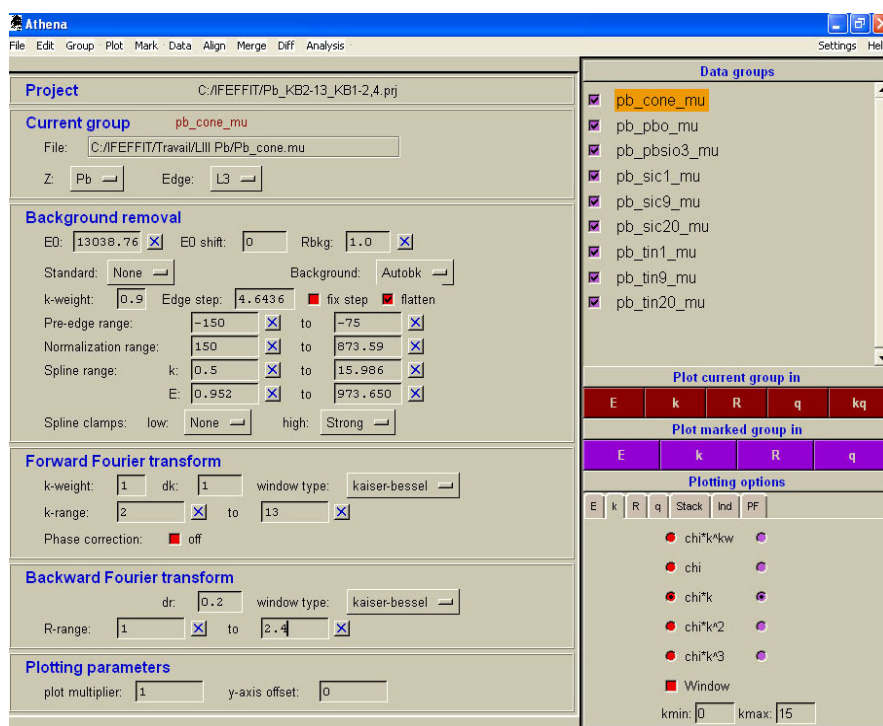 Athena
File Edit Group Plot Mark Data Align Merge Diff Analysis Settings Hel
Project C:/IFEFFIT/Pb_KB2-13_KB1-2,4.prj
Current group pb_cone_mu
File: C:/IFEFFIT/Travail/LIII Pb/Pb_cone.mu
Z: Pb Edge: L3
Background removal
E0: 13038.76 E0 shift: 0 Rbkg: 1.0
Standard: None Background: Autobk
k-weight: 0.9 Edge step: 4.6436 fix step flatten
Pre-edge range: -150 to -75
Normalization range: 150 to 873.59
Spline range: k: 0.5 to 15.986
E: 0.952 to 973.650
Spline clamps: low: None high: Strong
Forward Fourier transform
k-weight: 1 dk: 1 window type: kaiser-bessel
k-range: 2 to 13
Phase correction: off
Backward Fourier transform
dr: 0.2 window type: kaiser-bessel
R-range: 1 to 2.4
Plotting parameters
plot multiplier: 1 y-axis offset: 0
Data groups
pb_cone_mu
pb_pbo_mu
pb_pbsio3_mu
pb_sic1_mu
pb_sic9_mu
pb_sic20_mu
pb_tin1_mu
pb_tin9_mu
pb_tin20_mu
Plot current group in
E k R q kq
Plot marked group in
E k R q
Plotting options
E k R q Stack Ind PF
chi*k^kw
chi
chi*k
chi*k^2
chi*k^3
Window
kmin: 0 kmax: 15